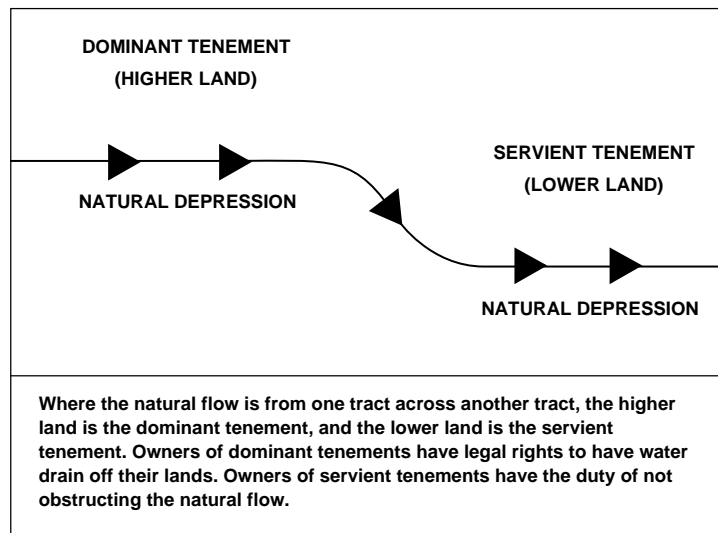 DOMINANT TENEMENT
(HIGHER LAND)
SERVIENT TENEMENT
(LOWER LAND)
NATURAL DEPRESSION
NATURAL DEPRESSION
Where the natural flow is from one tract across another tract, the higher
land is the dominant tenement, and the lower land is the servient
tenement. Owners of dominant tenements have legal rights to have water
drain off their lands. Owners of servient tenements have the duty of not
obstructing the natural flow.